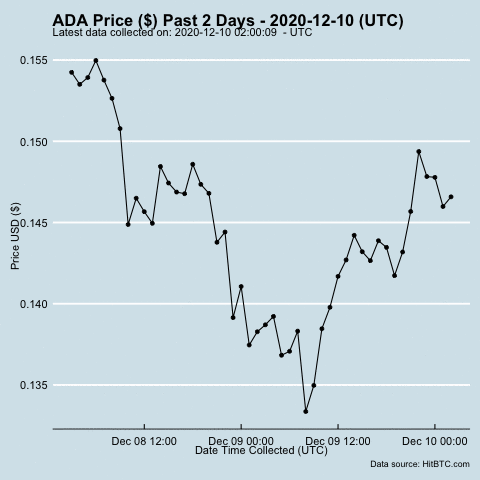 ADA Price ($) Past 2 Days - 2020-12-10 (UTC)
Latest data collected on: 2020-12-10 02:00:09 - UTC
0.155
0.150
0.145
0.140
0.135
Price USD ($)
Dec 08 12:00 Dec 09 00:00 Dec 09 12:00 Dec 10 00:00
Date Time Collected (UTC)
Data source: HitBTC.com